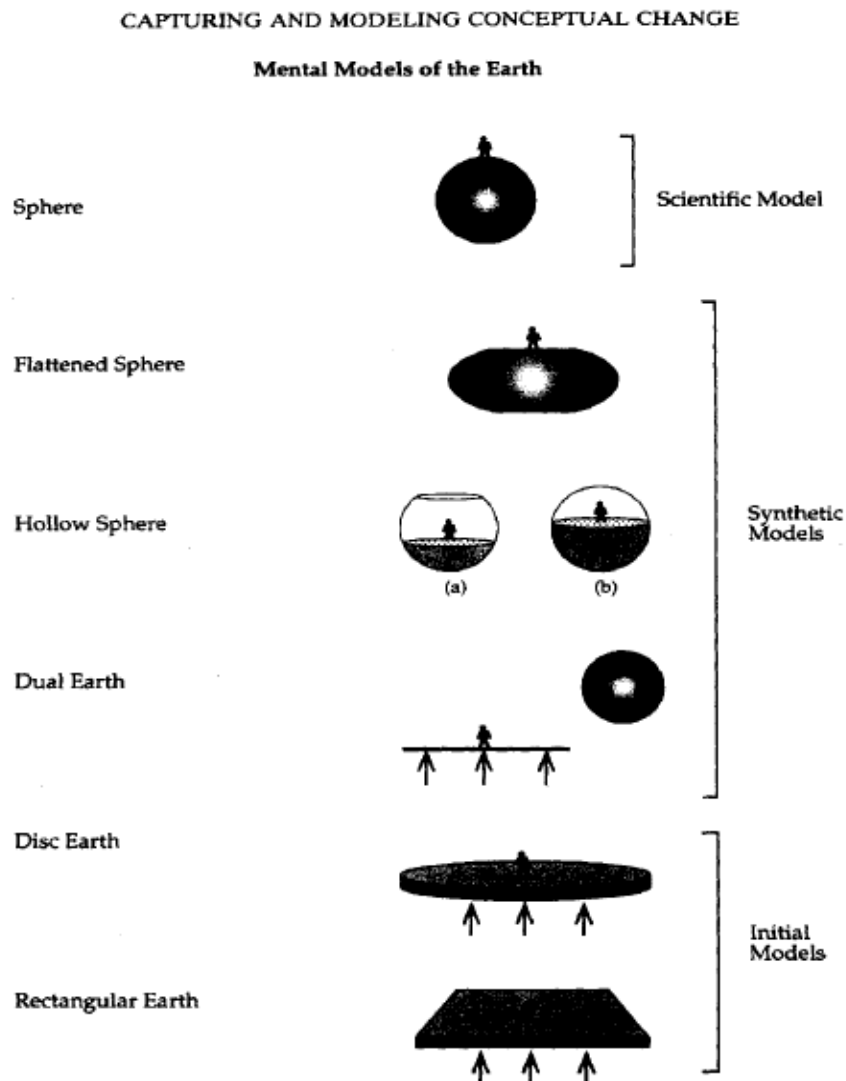 CAPTURING AND MODELING CONCEPTUAL CHANGE
Mental Models of the Earth
Sphere
Scientific Model
Flattened Sphere
Hollow Sphere
(a)
(b)
Synthetic
Models
Dual Earth
Disc Earth
Initial
Models
Rectangular Earth